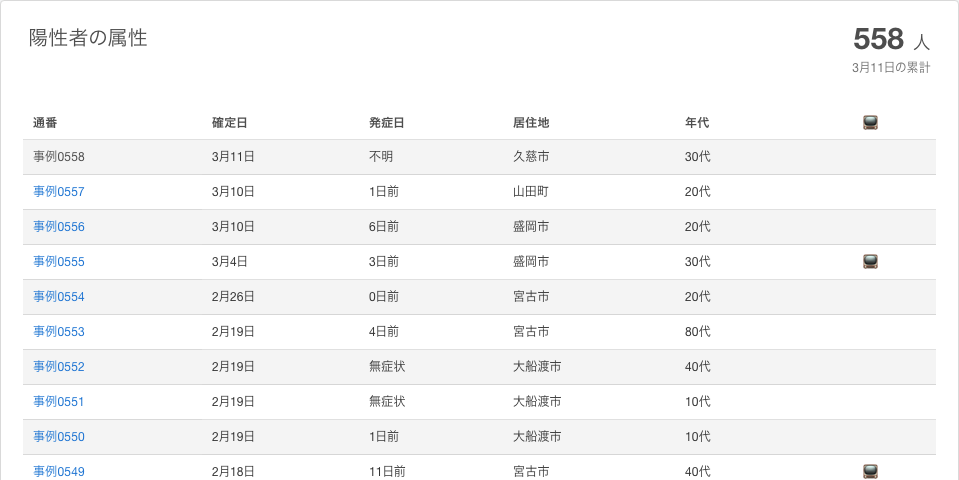 陽性者の属性
558 人
3月11日の累計
通番 確定日 発症日 居住地 年代
事例0558 3月11日 不明 久慈市 30代
事例0557 3月10日 1日前 山田町 20代
事例0556 3月10日 6日前 盛岡市 20代
事例0555 3月4日 3日前 盛岡市 30代
事例0554 2月26日 0日前 宮古市 20代
事例0553 2月19日 4日前 宮古市 80代
事例0552 2月19日 無症状 大船渡市 40代
事例0551 2月19日 無症状 大船渡市 10代
事例0550 2月19日 1日前 大船渡市 10代
事例0549 2月18日 11日前 宮古市 40代